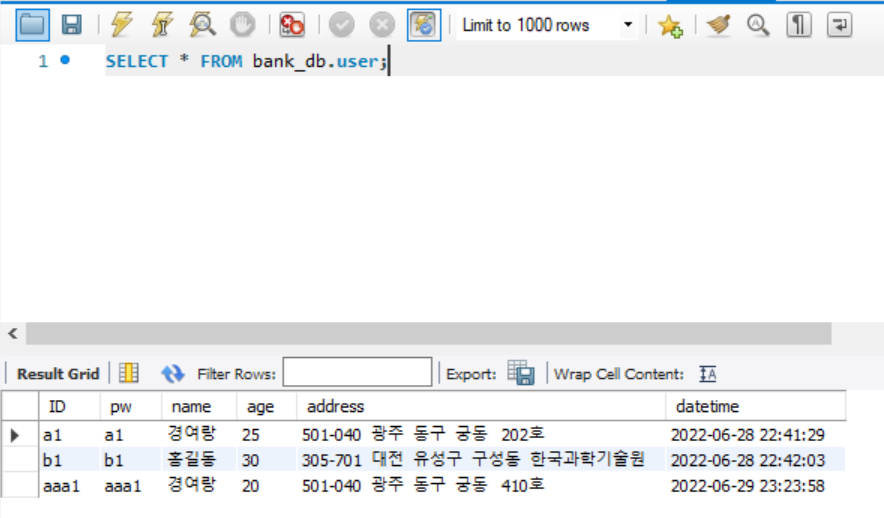 Limit to 1000 rows
1 SELECT * FROM bank_db.user;
Result Grid Filter Rows: Export: Wrap Cell Content: IA
ID pw name age address datetime
a1 a1 경여랑 25 501-040 광주 동구 궁동 202호 2022-06-28 22:41:29
b1 b1 홍길동 30 305-701 대전 유성구 구성동 한국과학기술원 2022-06-28 22:42:03
aaa1 aaa1 경여랑 20 501-040 광주 동구 궁동 410호 2022-06-29 23:23:58